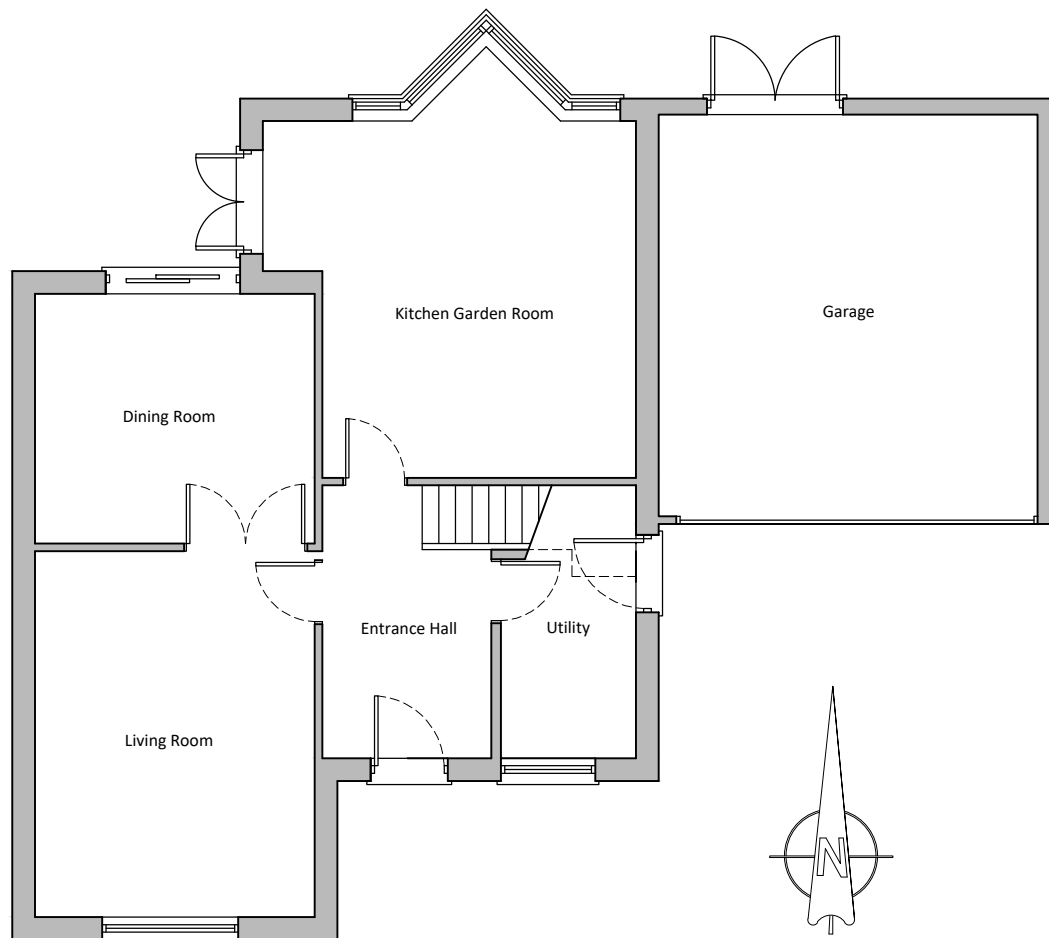 Kitchen Garden Room
Garage
Dining Room
Entrance Hall
Utility
Living Room
N